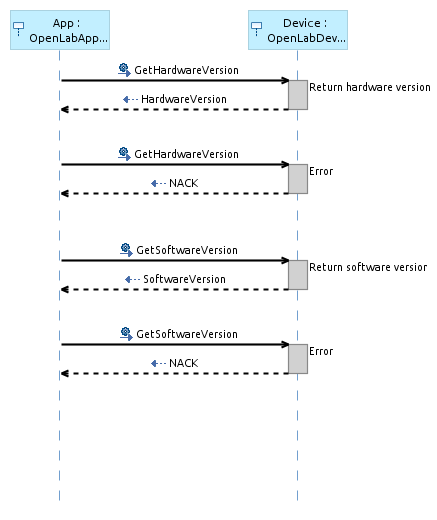 App :
OpenLabApp...
Device :
OpenLabDev...
GetHardwareVersion
Return hardware version
HardwareVersion
GetHardwareVersion
Error
NACK
GetSoftwareVersion
Return software version
SoftwareVersion
GetSoftwareVersion
Error
NACK